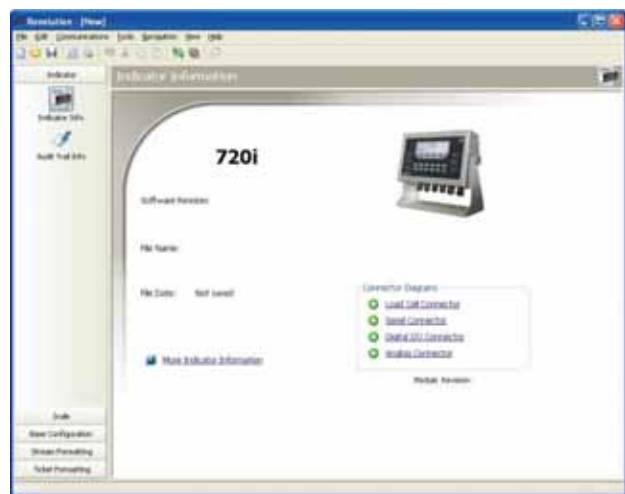 Revolution - [New]
File Edit Communications Tools Navigation View Help
Indicator
Indicator Information
Indicator Info
Audit Trail Info
720i
Software Revision:
File Name:
File Date: Not saved
Connector Diagrams
Load Cell Connector
Serial Connector
Digital I/O Connector
Analog Connector
More Indicator Information
Module Revision:
Scale
Base Configuration
Stream Formatting
Ticket Formatting